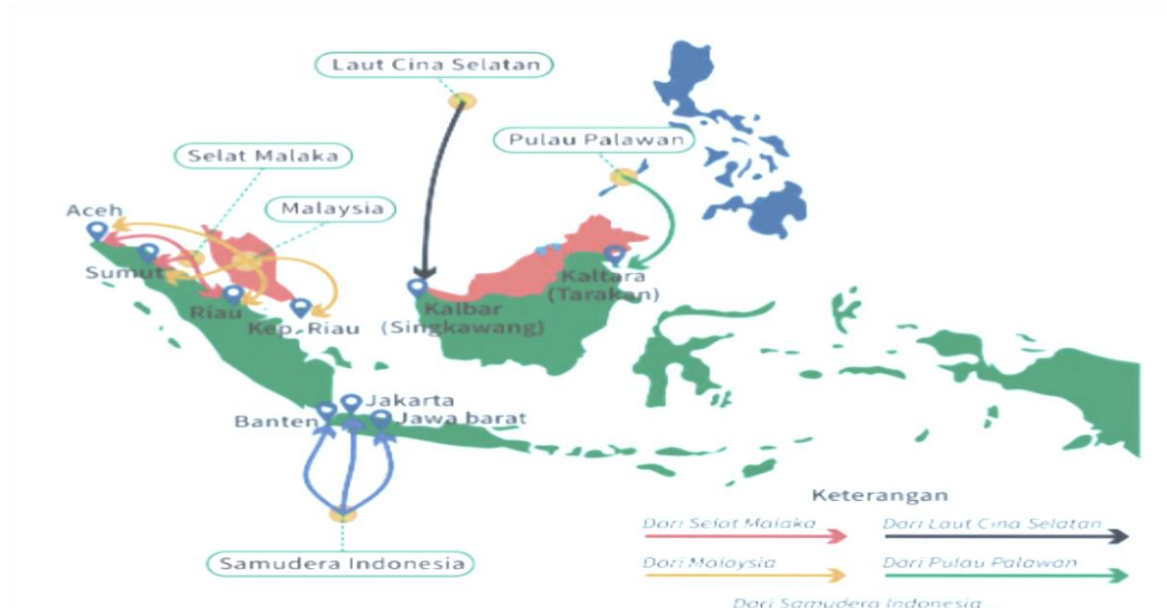 Laut Cina Selatan
Pulau Palawan
Selat Malaka
Malaysia
Aceh
Sumut
Riau
Kep. Riau
Kalbar
(Singkawang)
Kaltara
(Tarakan)
Jakarta
Banten
Jawa barat
Samudera Indonesia
Keterangan
Dari Selat Malaka
Dari Laut Cina Selatan
Dari Malaysia
Dari Pulau Palawan
Dari Samudera Indonesia